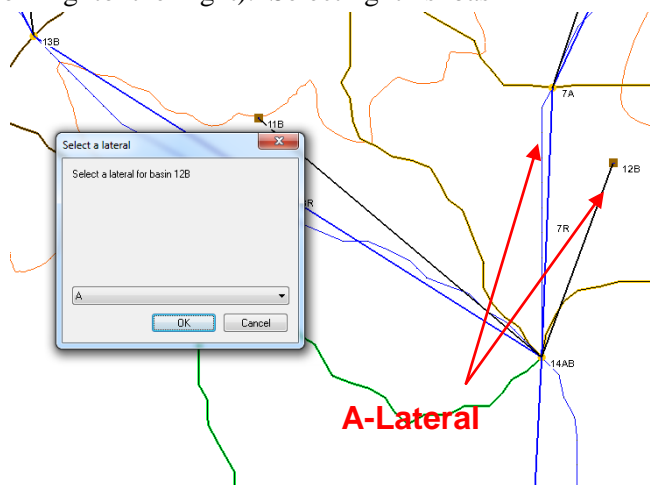 13B
7A
11B
Select a lateral
Select a lateral for basin 12B
12B
7R
A
OK Cancel
14AB
A-Lateral